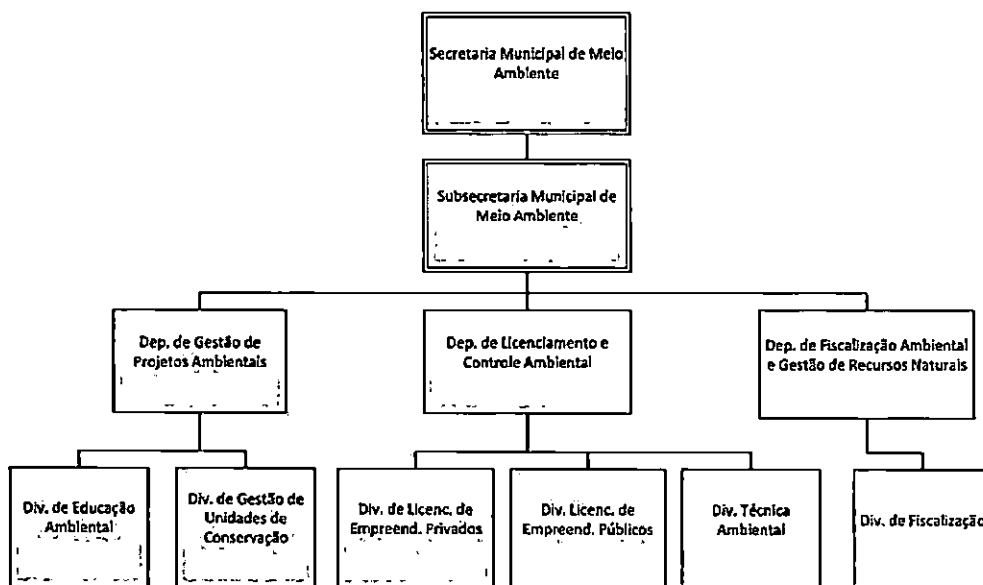 Secretaria Municipal de Meio
Ambiente
Subsecretaria Municipal de
Meio Ambiente
Dep. de Gestão de
Projetos Ambientais
Dep. de Licenciamento e
Controle Ambiental
Dep. de Fiscalização Ambiental
e Gestão de Recursos Naturais
Div. de Educação
Ambiental
Div. de Gestão de
Unidades de
Conservação
Div. de Licenc. de
Empreend. Privados
Div. Licenc. de
Empreend. Públicos
Div. Técnica
Ambiental
Div. de Fiscalização